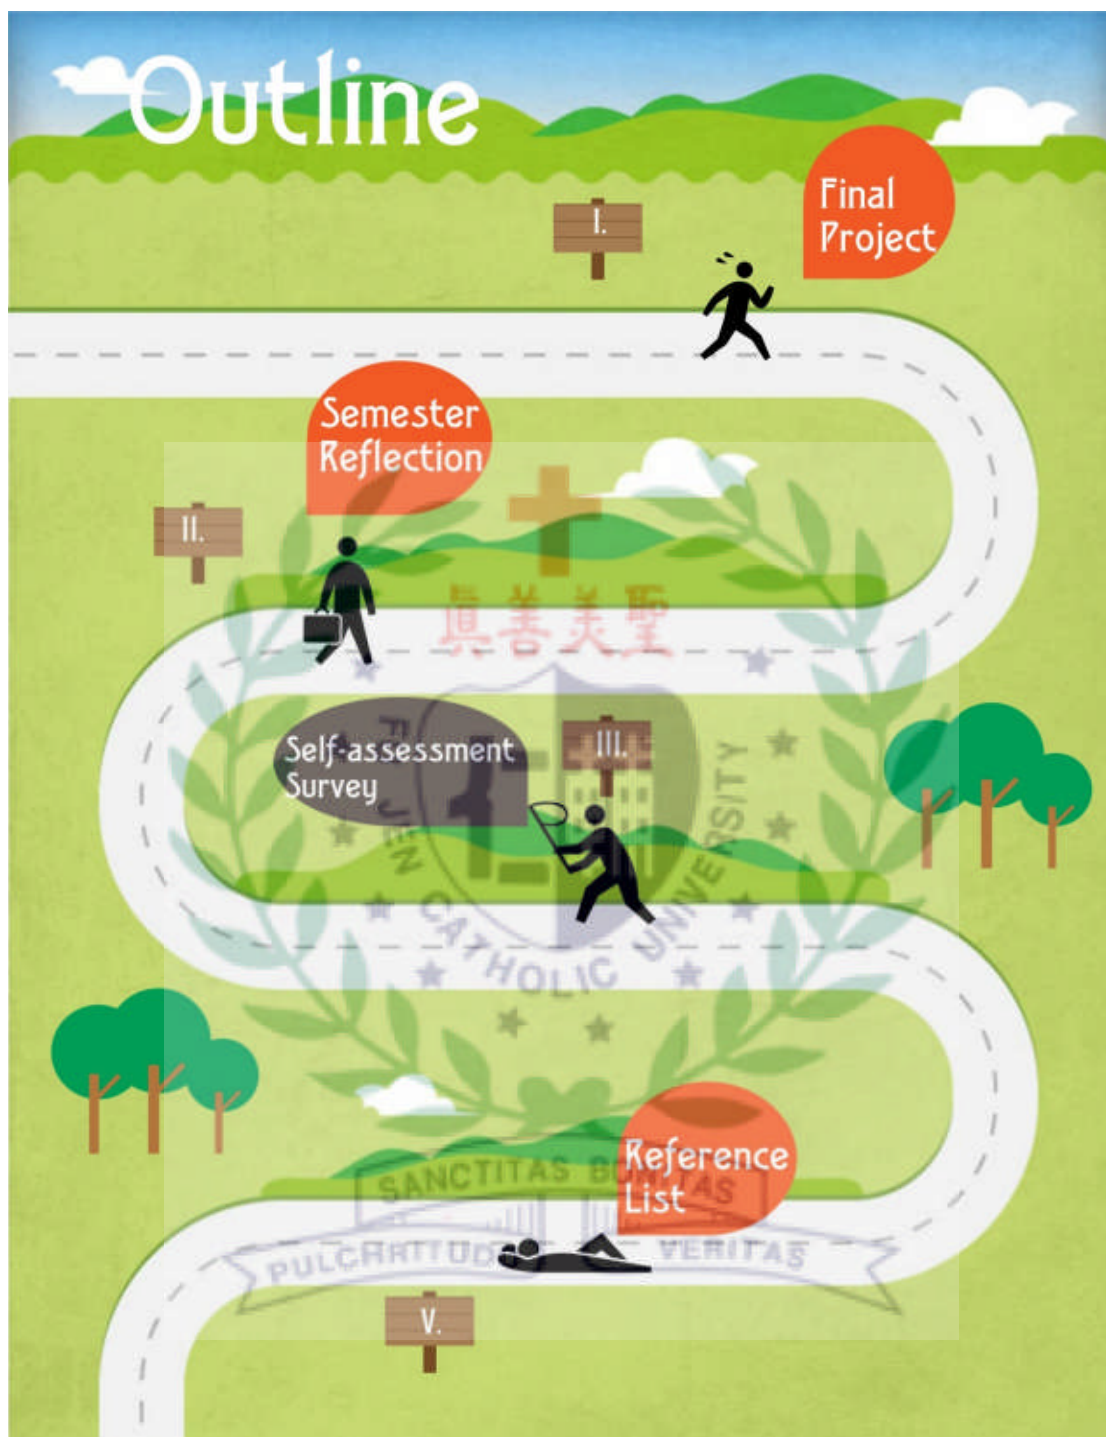 Outline
I.
Final
Project
Semester
Reflection
II.
眞善美聖
Self-assessment
Survey
III.
FU JEN CATHOLIC UNIVERSITY
Reference
List
SANCTITAS BONITAS
PULCHRITUDO VERITAS
V.